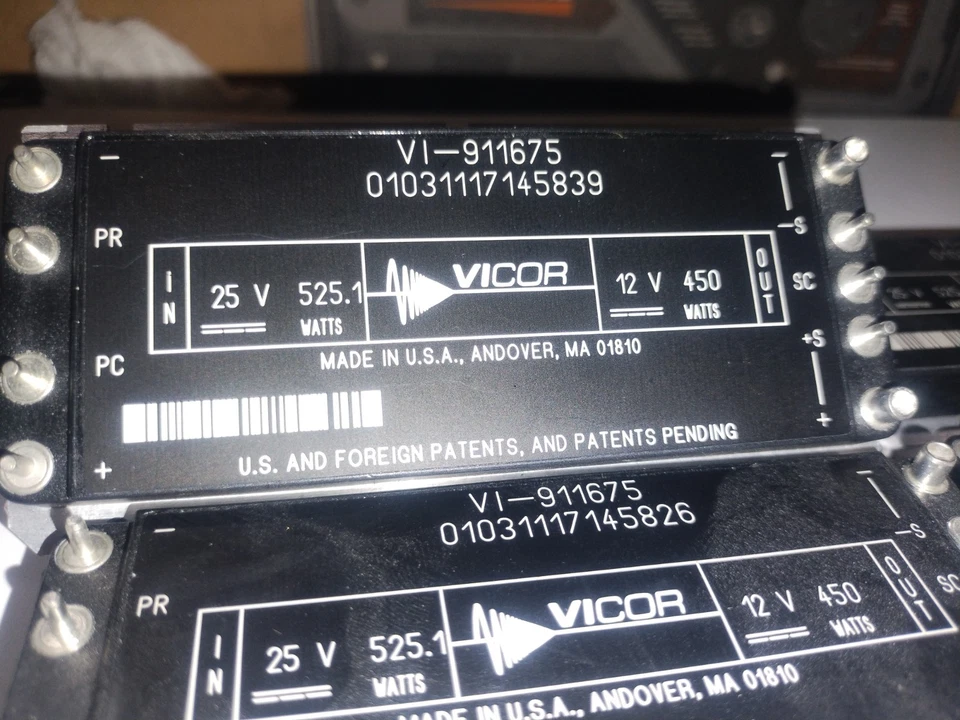 VI-911675
01031117145839
−
−
−S
PR
IN
25 V
525.1
WATTS
VICOR
12 V
450
WATTS
OUT
SC
+S
MADE IN U.S.A., ANDOVER, MA 01810
PC
+
+
U.S. AND FOREIGN PATENTS, AND PATENTS PENDING
VI-911675
01031117145826
−
−
−S
PR
IN
25 V
525.1
WATTS
VICOR
12 V
450
WATTS
OUT
SC
MADE IN U.S.A., ANDOVER, MA 01810